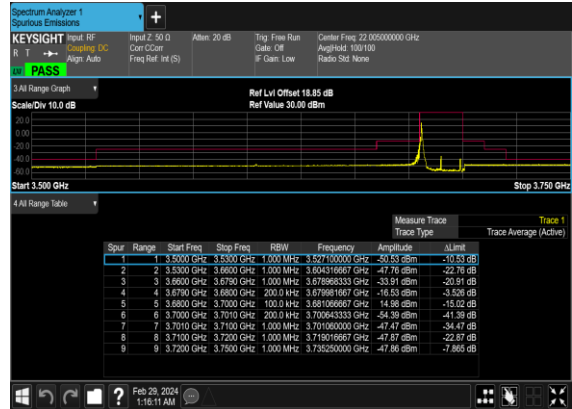 Spectrum Analyzer 1
Spurious Emissions
KEYSIGHT Input: RF Input Z: 50 Ω Atten: 20 dB Trig: Free Run Center Freq: 22.005000000 GHz
R T Coupling: DC Corr CCorr Gate: Off Avg|Hold: 100/100
Align: Auto Freq Ref: Int (S) IF Gain: Low Radio Std: None
PASS
3 All Range Graph
Ref Lvl Offset 18.85 dB
Scale/Div 10.0 dB Ref Value 30.00 dBm
20.0
0.00
-20.0
-40.0
-60.0
Start 3.500 GHz Stop 3.750 GHz
4 All Range Table
Measure Trace Trace 1
Trace Type Trace Average (Active)
Spur Range Start Freq Stop Freq RBW Frequency Amplitude ΔLimit
1 1 3.5000 GHz 3.5300 GHz 1.000 MHz 3.527100000 GHz -50.53 dBm -10.53 dB
2 2 3.5300 GHz 3.6600 GHz 1.000 MHz 3.604316667 GHz -47.76 dBm -22.76 dB
3 3 3.6600 GHz 3.6790 GHz 1.000 MHz 3.678968333 GHz -33.91 dBm -20.91 dB
4 4 3.6790 GHz 3.6800 GHz 200.0 kHz 3.679981667 GHz -16.53 dBm -3.526 dB
5 5 3.6800 GHz 3.7000 GHz 100.0 kHz 3.681066667 GHz 14.98 dBm -15.02 dB
6 6 3.7000 GHz 3.7010 GHz 200.0 kHz 3.700643333 GHz -54.39 dBm -41.39 dB
7 7 3.7010 GHz 3.7100 GHz 1.000 MHz 3.701060000 GHz -47.47 dBm -34.47 dB
8 8 3.7100 GHz 3.7200 GHz 1.000 MHz 3.719016667 GHz -47.87 dBm -22.87 dB
9 9 3.7200 GHz 3.7500 GHz 1.000 MHz 3.735250000 GHz -47.86 dBm -7.865 dB
? Feb 29, 2024
1:16:11 AM